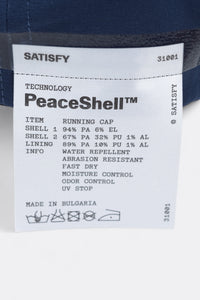 SATISFY 31001
TECHNOLOGY
PeaceShell™
ITEM RUNNING CAP
SHELL 1 94% PA 6% EL
SHELL 2 67% PA 32% PU 1% AL
LINING 89% PA 10% PU 1% AL
INFO WATER REPELLENT
ABRASION RESISTANT
FAST DRY
MOISTURE CONTROL
ODOR CONTROL
UV STOP
MADE IN BULGARIA
© SATISFY
31001